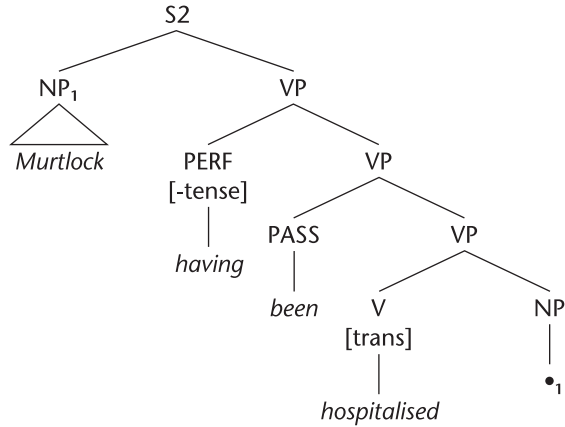 S2
NP₁ VP
Murtlock PERF VP
[-tense]
having PASS VP
been V NP
[trans]
•₁
hospitalised